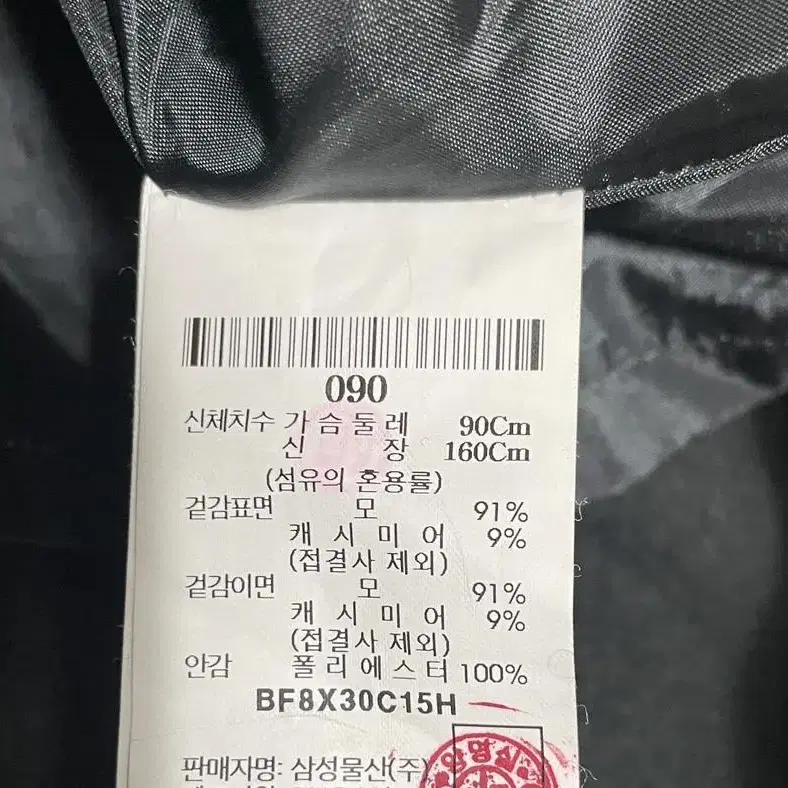 090
신체치수 가 슴 둘 레 90Cm
신 장 160Cm
(섬유의 혼용률)
겉감표면 모 91%
캐 시 미 어 9%
(접결사 제외)
겉감이면 모 91%
캐 시 미 어 9%
(접결사 제외)
안감 폴 리 에 스 터 100%
BF8X30C15H
판매자명: 삼성물산(주)